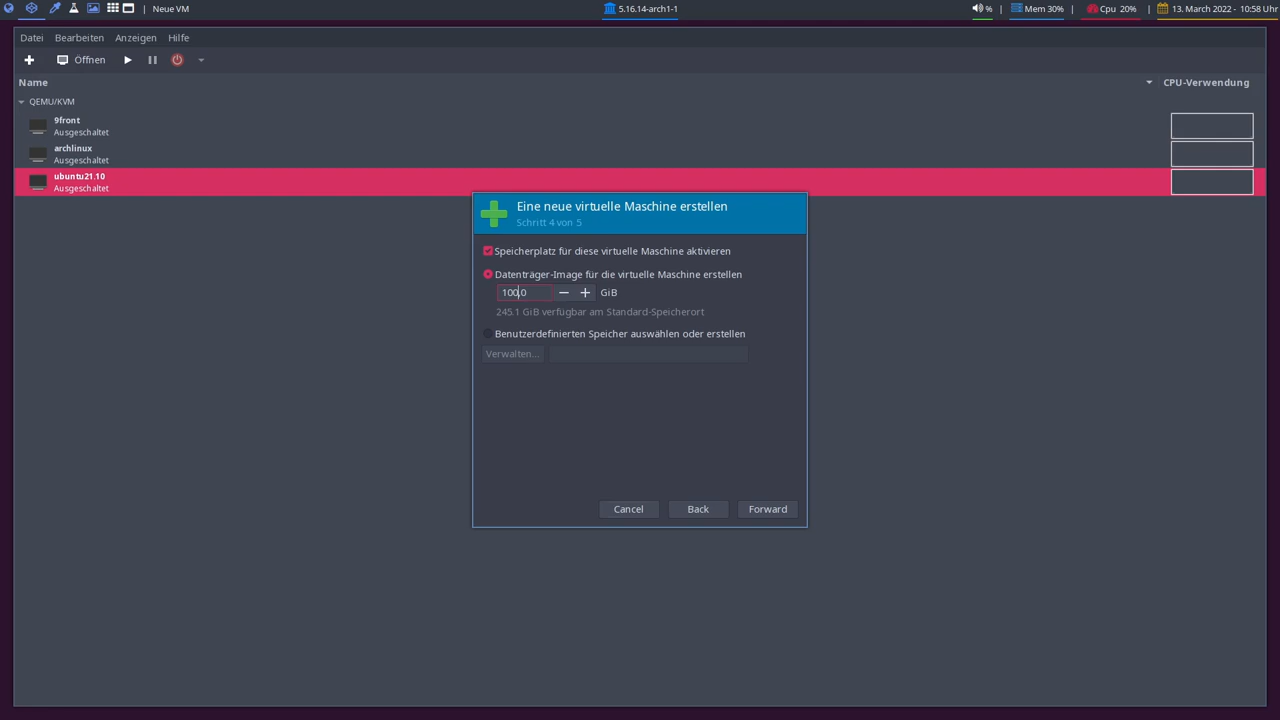 Neue VM
5.16.14-arch1-1
% | Mem 30% | Cpu 20% | 13. March 2022 - 10:58 Uhr
Datei Bearbeiten Anzeigen Hilfe
Öffnen
Name CPU-Verwendung
QEMU/KVM
9front
Ausgeschaltet
archlinux
Ausgeschaltet
ubuntu21.10
Ausgeschaltet
Eine neue virtuelle Maschine erstellen
Schritt 4 von 5
Speicherplatz für diese virtuelle Maschine aktivieren
Datenträger-Image für die virtuelle Maschine erstellen
100,0 GiB
245.1 GiB verfügbar am Standard-Speicherort
Benutzerdefinierten Speicher auswählen oder erstellen
Verwalten...
Cancel Back Forward